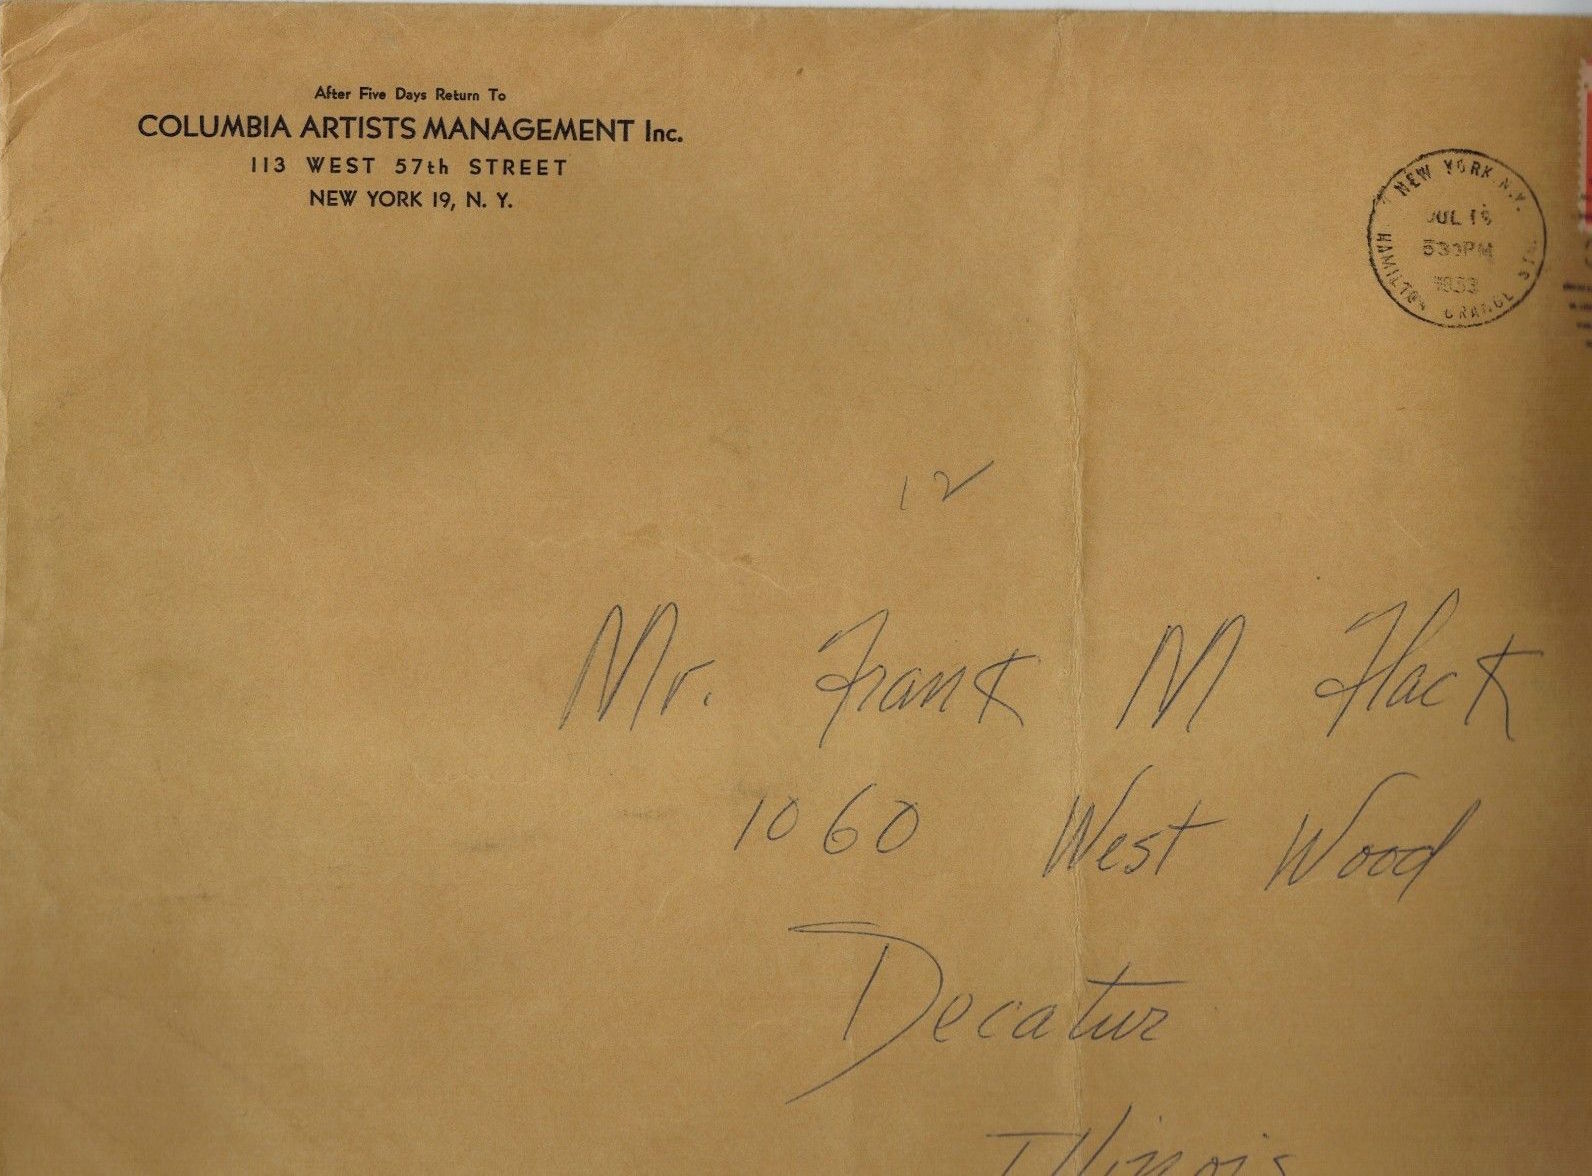 After Five Days Return To
COLUMBIA ARTISTS MANAGEMENT Inc.
113 WEST 57th STREET
NEW YORK 19, N. Y.
NEW YORK N.Y.
JUL
530PM
1953
HAMILTON GRANGE STA.
12
Mr. Frank M Flack
1060 West Wood
Decatur
Illinois